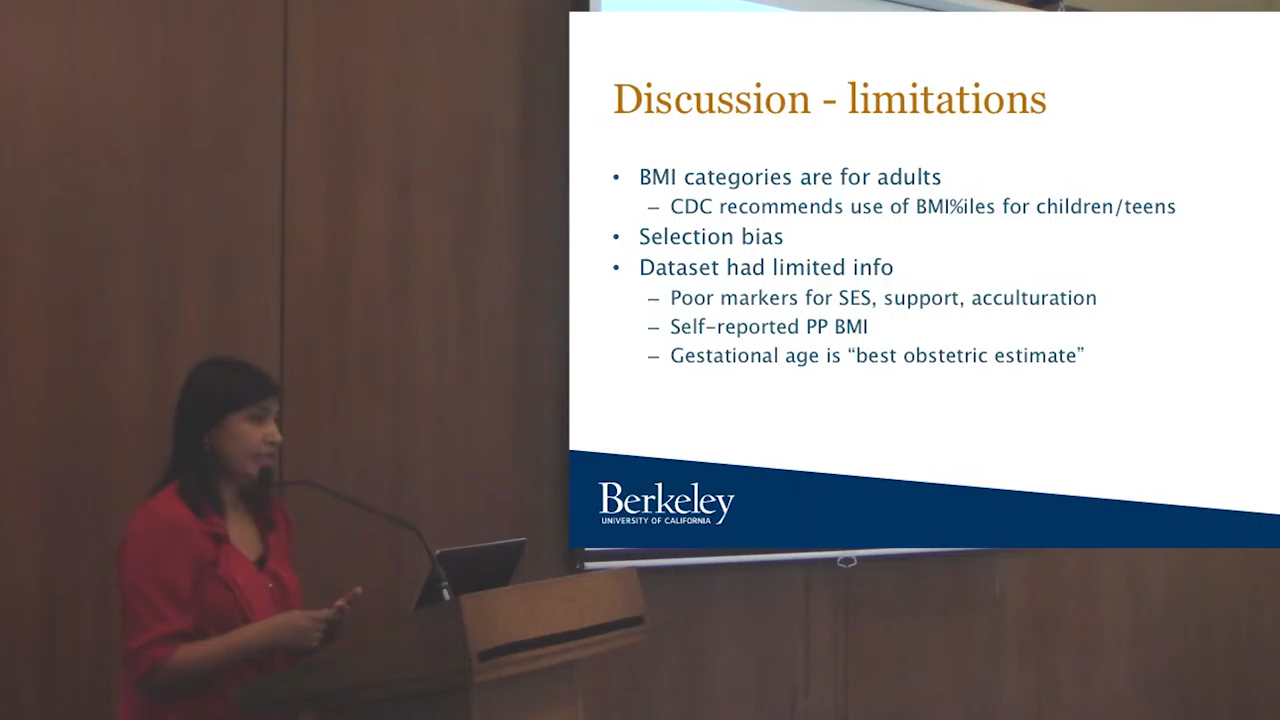 Discussion - limitations
• BMI categories are for adults
– CDC recommends use of BMI%iles for children/teens
• Selection bias
• Dataset had limited info
– Poor markers for SES, support, acculturation
– Self-reported PP BMI
– Gestational age is “best obstetric estimate”
Berkeley
UNIVERSITY OF CALIFORNIA